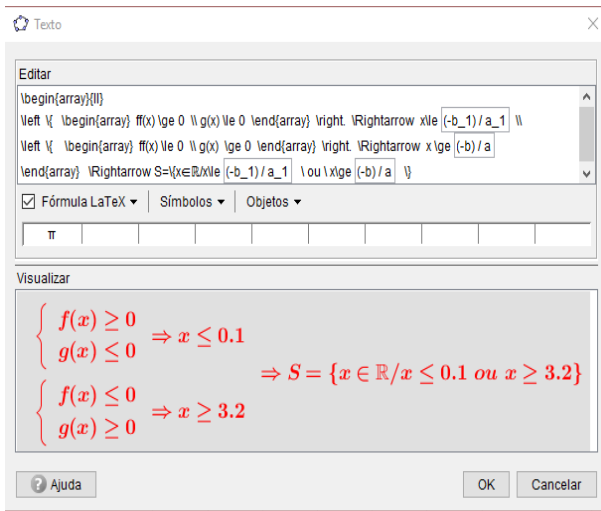 Texto
Editar
\begin{array}{ll}
\left \{ \begin{array} ff(x) \ge 0 \\ g(x) \le 0 \end{array} \right. \Rightarrow x\le (-b_1) / a_1 \\
\left \{ \begin{array} ff(x) \le 0 \\ g(x) \ge 0 \end{array} \right. \Rightarrow x \ge (-b) / a
\end{array} \Rightarrow S=\{x∈ℝ/x\le (-b_1) / a_1 \ ou \ x\ge (-b) / a \}
Fórmula LaTeX Símbolos Objetos
π
Visualizar
f(x) ≥ 0
g(x) ≤ 0
⇒ x ≤ 0.1
f(x) ≤ 0
g(x) ≥ 0
⇒ x ≥ 3.2
⇒ S = {x ∈ ℝ/x ≤ 0.1 ou x ≥ 3.2}
Ajuda OK Cancelar